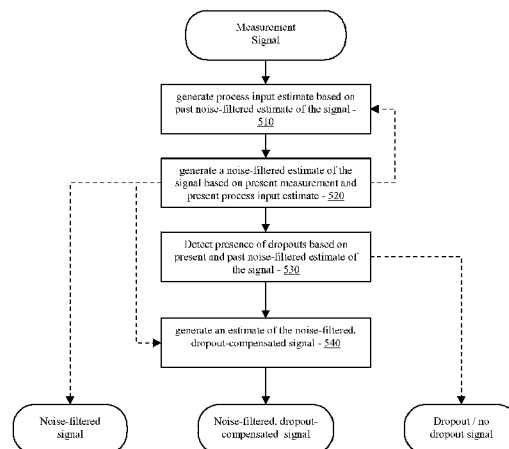 Measurement
Signal
generate process input estimate based on
past noise-filtered estimate of the signal - 510
generate a noise-filtered estimate of the
signal based on present measurement and
present process input estimate - 520
Detect presence of dropouts based on
present and past noise-filtered estimate of
the signal - 530
generate an estimate of the noise-filtered,
dropout-compensated signal - 540
Noise-filtered
signal
Noise-filtered, dropout-
compensated signal
Dropout / no
dropout signal